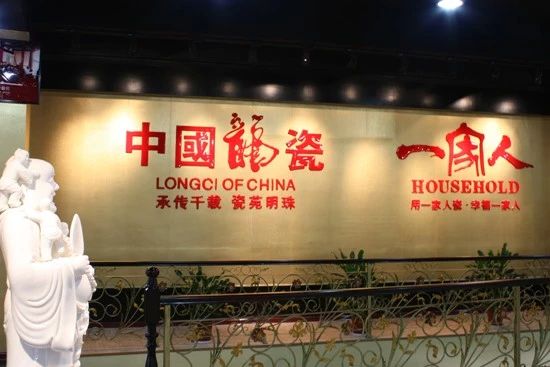 中國龍瓷
LONGCI OF CHINA
承传千载 瓷苑明珠
一家人
HOUSEHOLD
用一家人瓷·幸福一家人